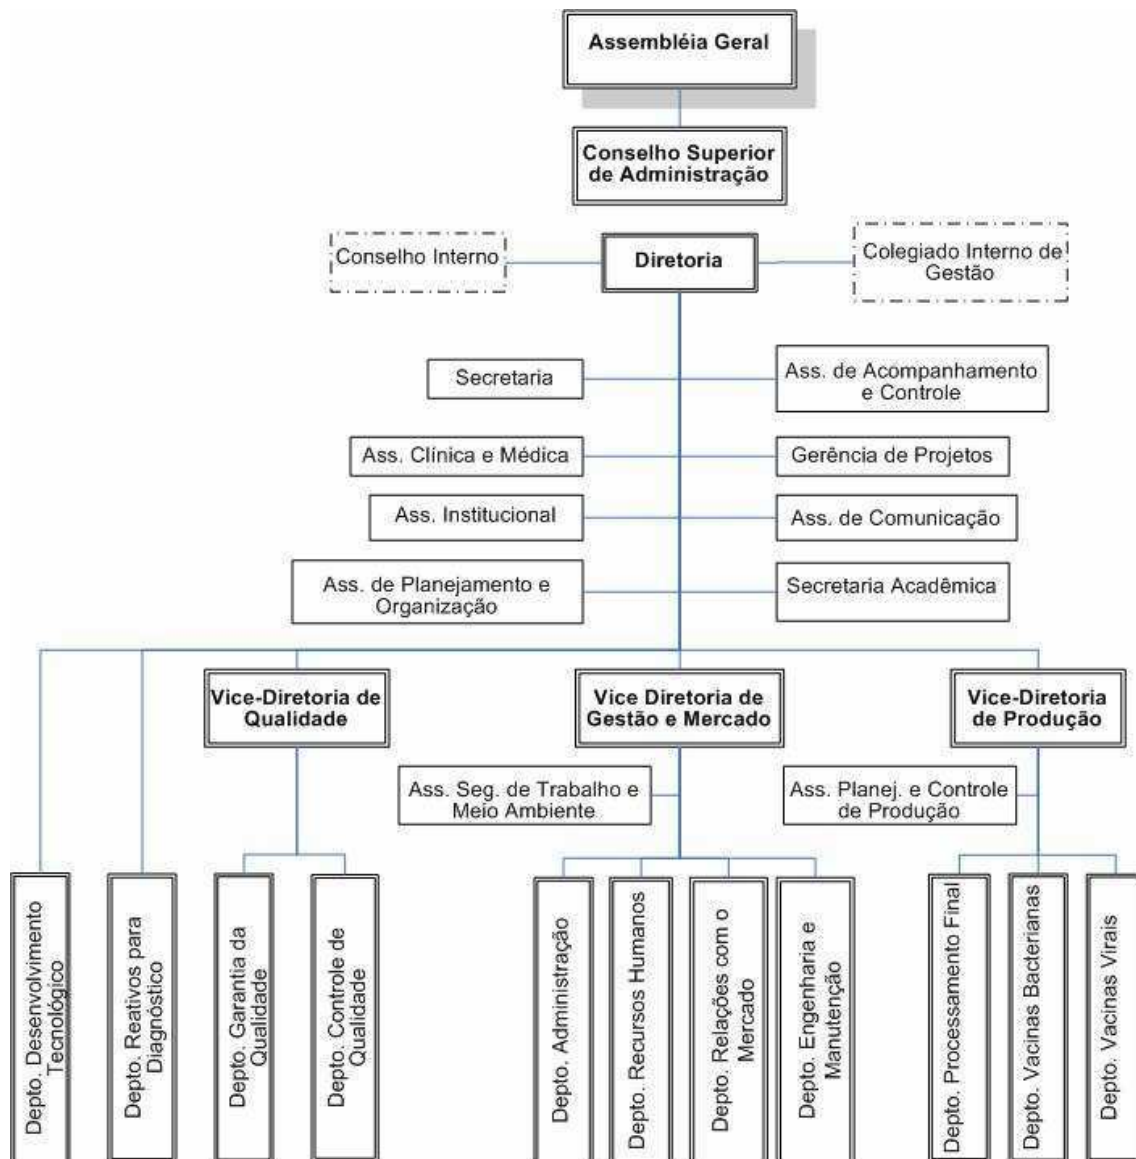 Assembléia Geral
Conselho Superior
de Administração
Conselho Interno
Diretoria
Colegiado Interno de
Gestão
Secretaria
Ass. de Acompanhamento
e Controle
Ass. Clínica e Médica
Gerência de Projetos
Ass. Institucional
Ass. de Comunicação
Ass. de Planejamento e
Organização
Secretaria Acadêmica
Vice-Diretoria de
Qualidade
Vice Diretoria de
Gestão e Mercado
Vice-Diretoria
de Produção
Ass. Seg. de Trabalho e
Meio Ambiente
Ass. Planej. e Controle
de Produção
Depto. Desenvolvimento
Tecnológico
Depto. Reativos para
Diagnóstico
Depto. Garantia da
Qualidade
Depto. Controle de
Qualidade
Depto. Administração
Depto. Recursos Humanos
Depto. Relações com o
Mercado
Depto. Engenharia e
Manutenção
Depto. Processamento Final
Depto. Vacinas Bacterianas
Depto. Vacinas Virais